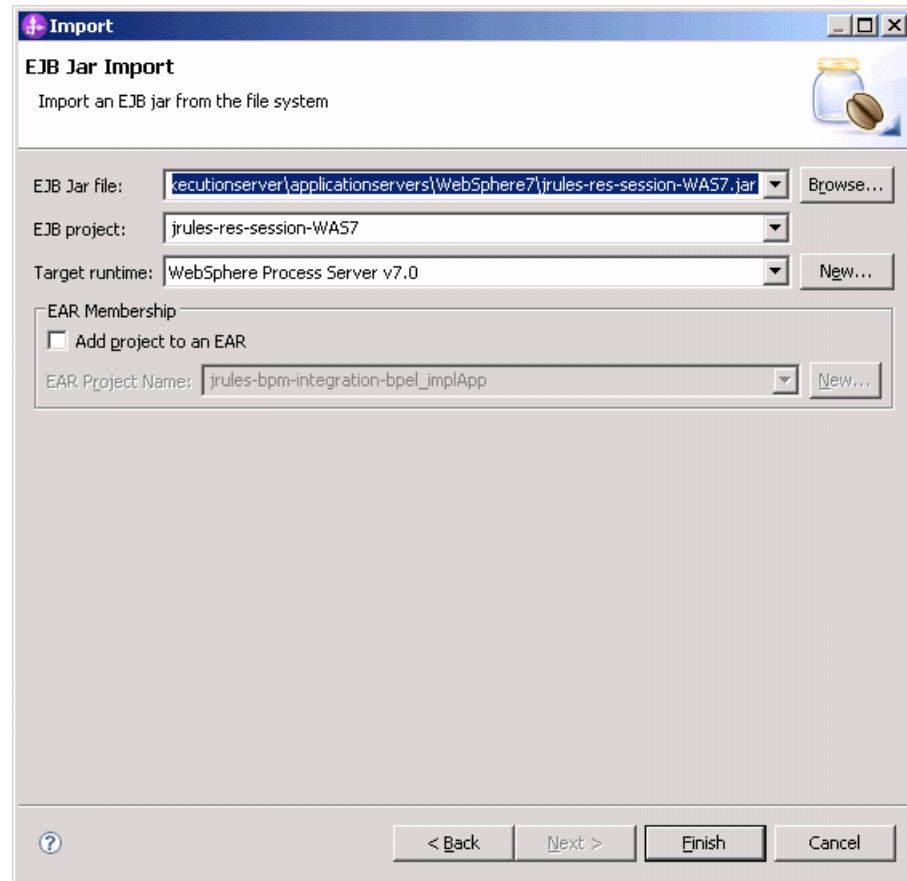 Import
EJB Jar Import
Import an EJB jar from the file system
EJB Jar file: xecutionserver\applicationservers\WebSphere7\jrules-res-session-WAS7.jar Browse...
EJB project: jrules-res-session-WAS7
Target runtime: WebSphere Process Server v7.0 New...
EAR Membership
Add project to an EAR
EAR Project Name: jrules-bpm-integration-bpel_implApp New...
< Back Next > Finish Cancel